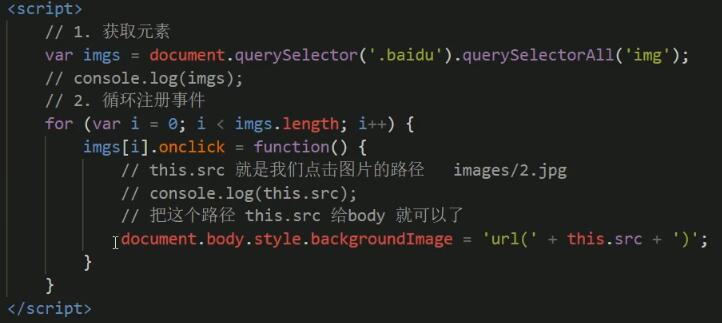 <script>
// 1. 获取元素
var imgs = document.querySelector('.baidu').querySelectorAll('img');
// console.log(imgs);
// 2. 循环注册事件
for (var i = 0; i < imgs.length; i++) {
imgs[i].onclick = function() {
// this.src 就是我们点击图片的路径   images/2.jpg
// console.log(this.src);
// 把这个路径 this.src 给body 就可以了
document.body.style.backgroundImage = 'url(' + this.src + ')';
}
}
</script>